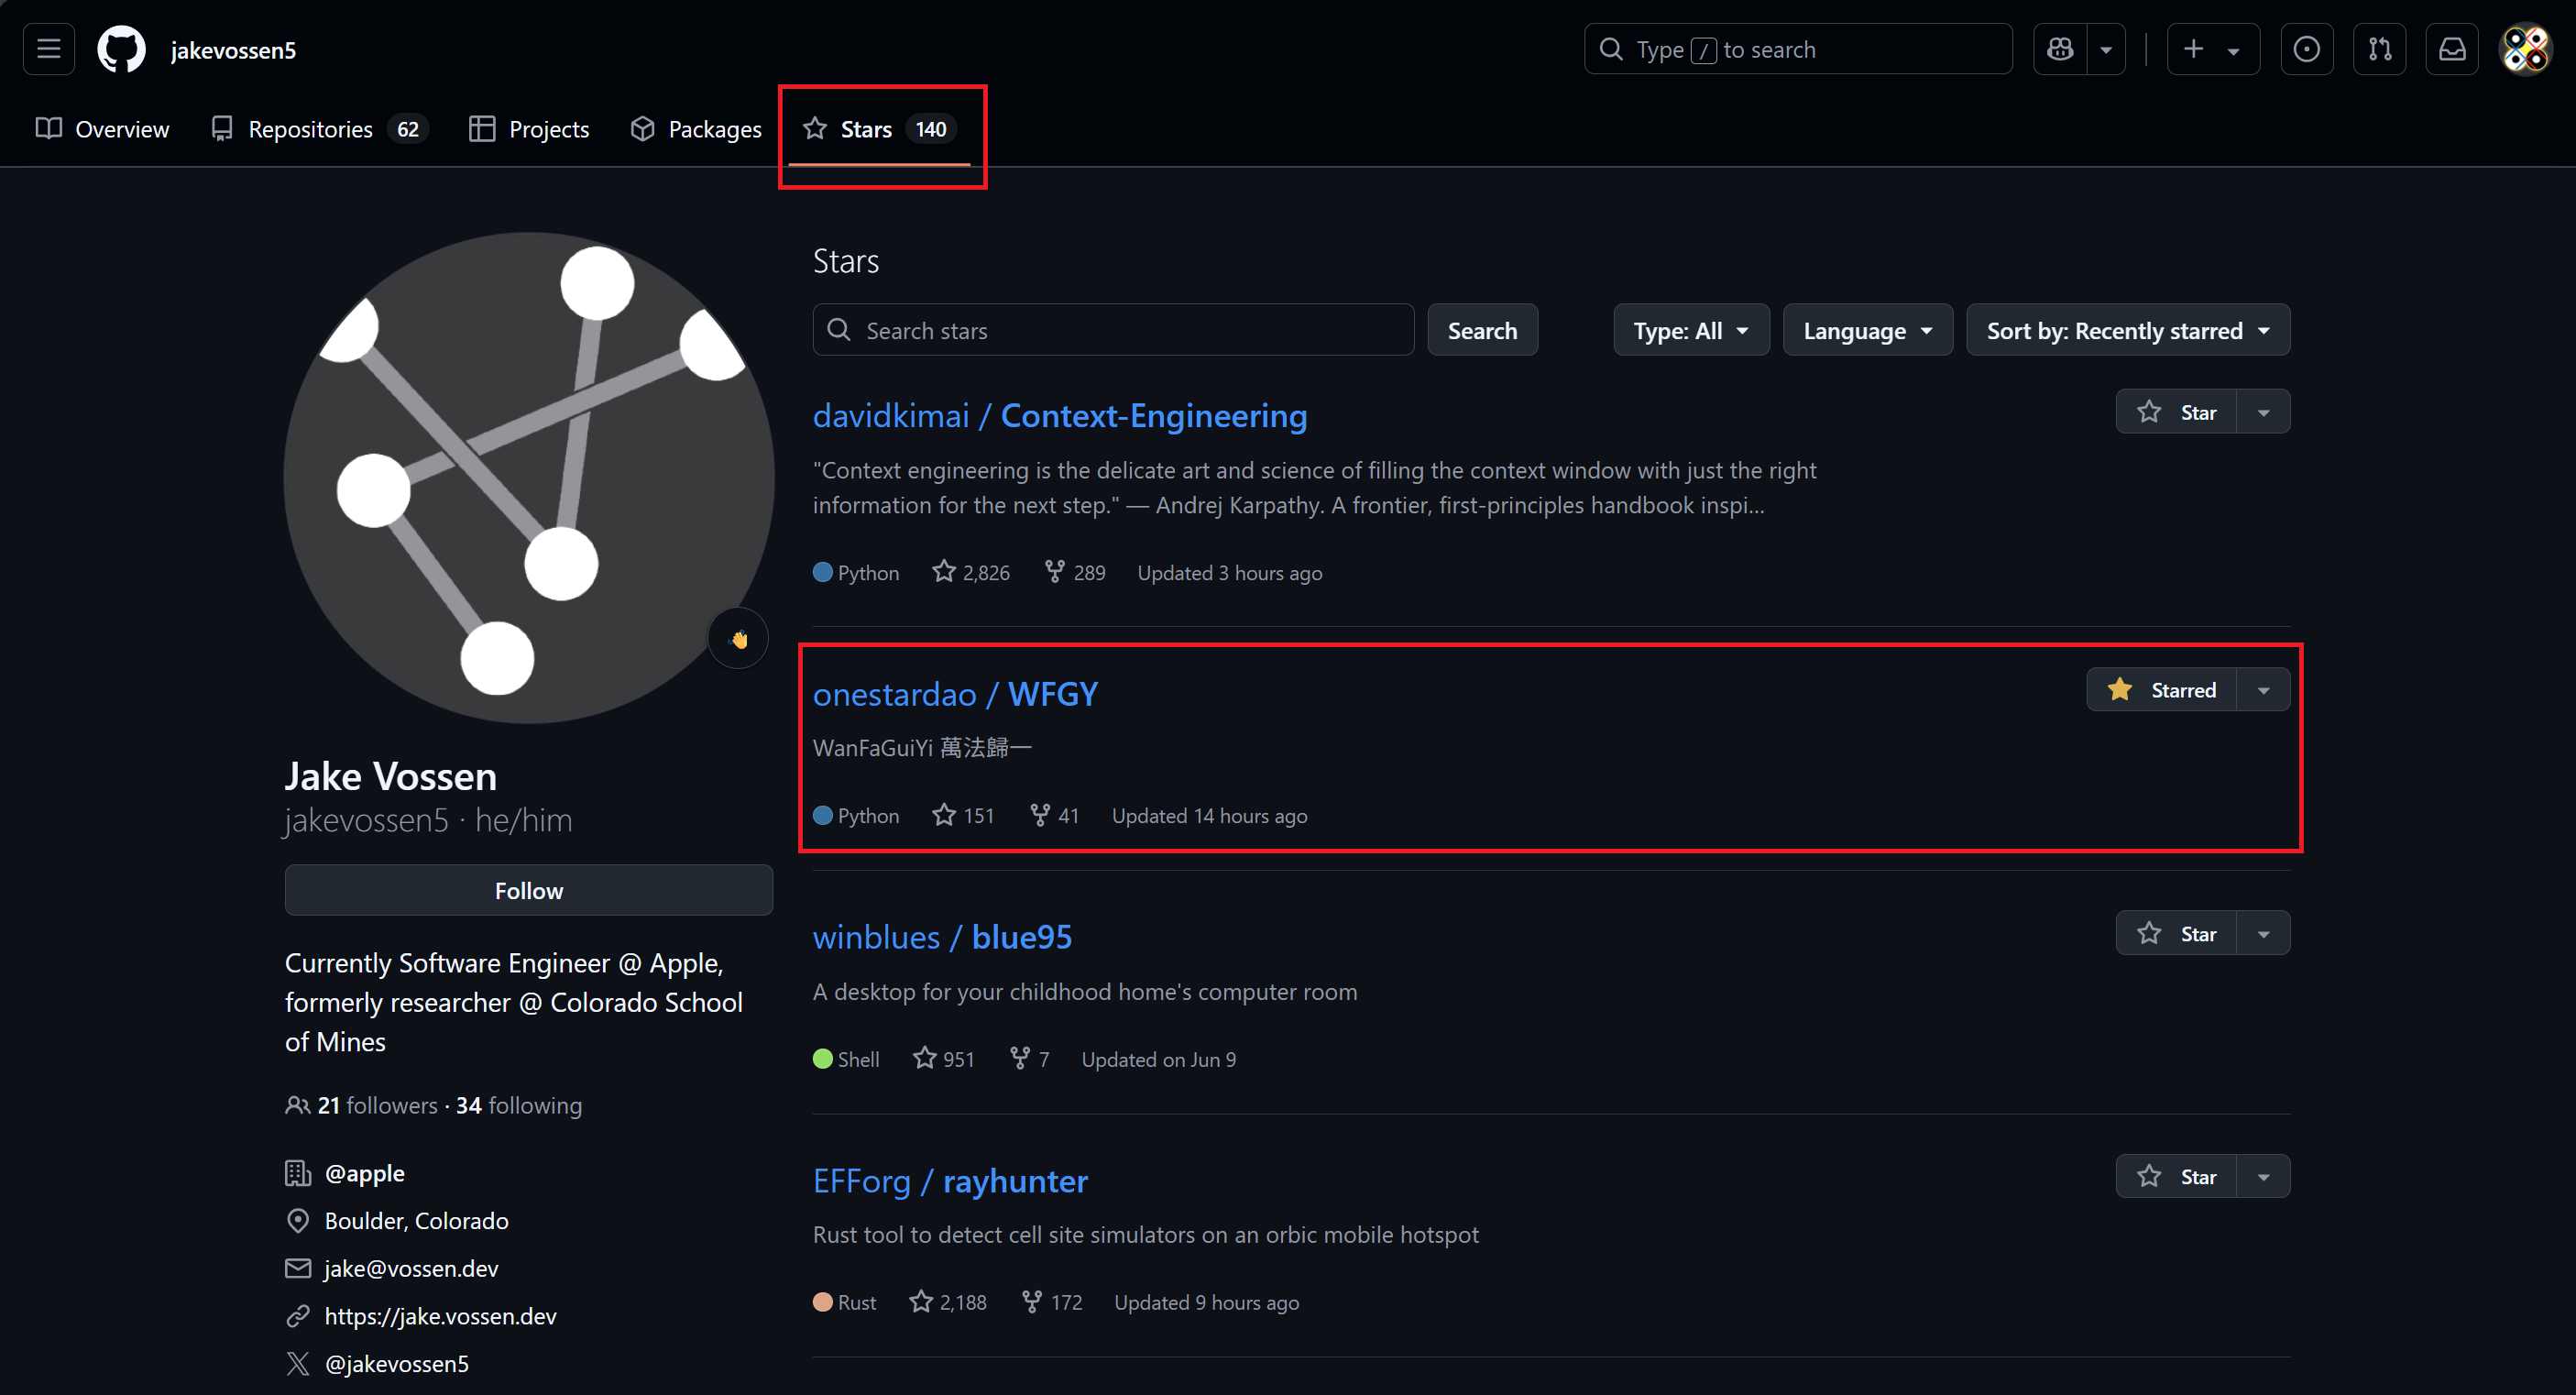 jakevossen5
Type / to search
Overview
Repositories 62
Projects
Packages
Stars 140
Stars
Search stars
Search
Type: All
Language
Sort by: Recently starred
davidkimai / Context-Engineering
Star
"Context engineering is the delicate art and science of filling the context window with just the right
information for the next step." — Andrej Karpathy. A frontier, first-principles handbook inspi...
Python 2,826 289 Updated 3 hours ago
onestardao / WFGY
Starred
WanFaGuiYi 萬法歸一
Python 151 41 Updated 14 hours ago
winblues / blue95
Star
A desktop for your childhood home's computer room
Shell 951 7 Updated on Jun 9
EFForg / rayhunter
Star
Rust tool to detect cell site simulators on an orbic mobile hotspot
Rust 2,188 172 Updated 9 hours ago
Jake Vossen
jakevossen5 · he/him
Follow
Currently Software Engineer @ Apple,
formerly researcher @ Colorado School
of Mines
21 followers · 34 following
@apple
Boulder, Colorado
jake@vossen.dev
https://jake.vossen.dev
@jakevossen5